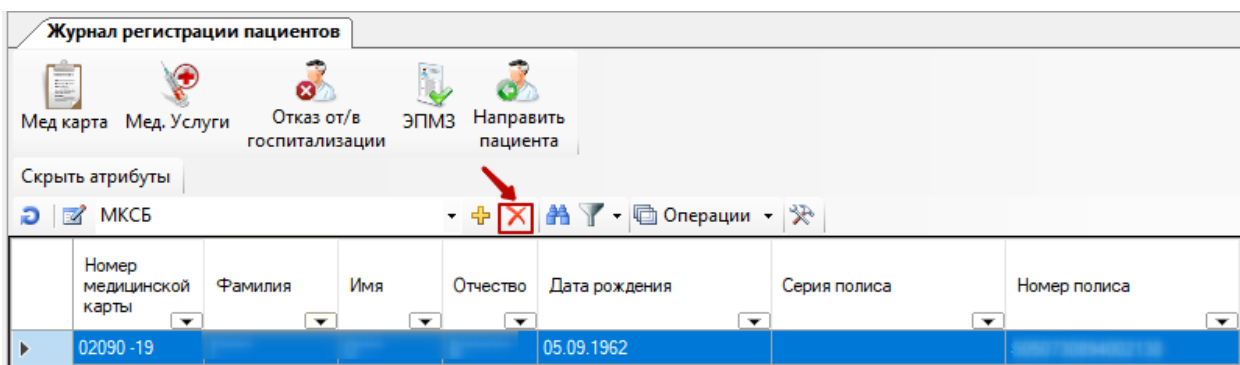 Журнал регистрации пациентов
Мед карта Мед. Услуги Отказ от/в госпитализации ЭПМЗ Направить пациента
Скрыть атрибуты
МКСБ Операции
Номер медицинской карты Фамилия Имя Отчество Дата рождения Серия полиса Номер полиса
02090 -19 05.09.1962